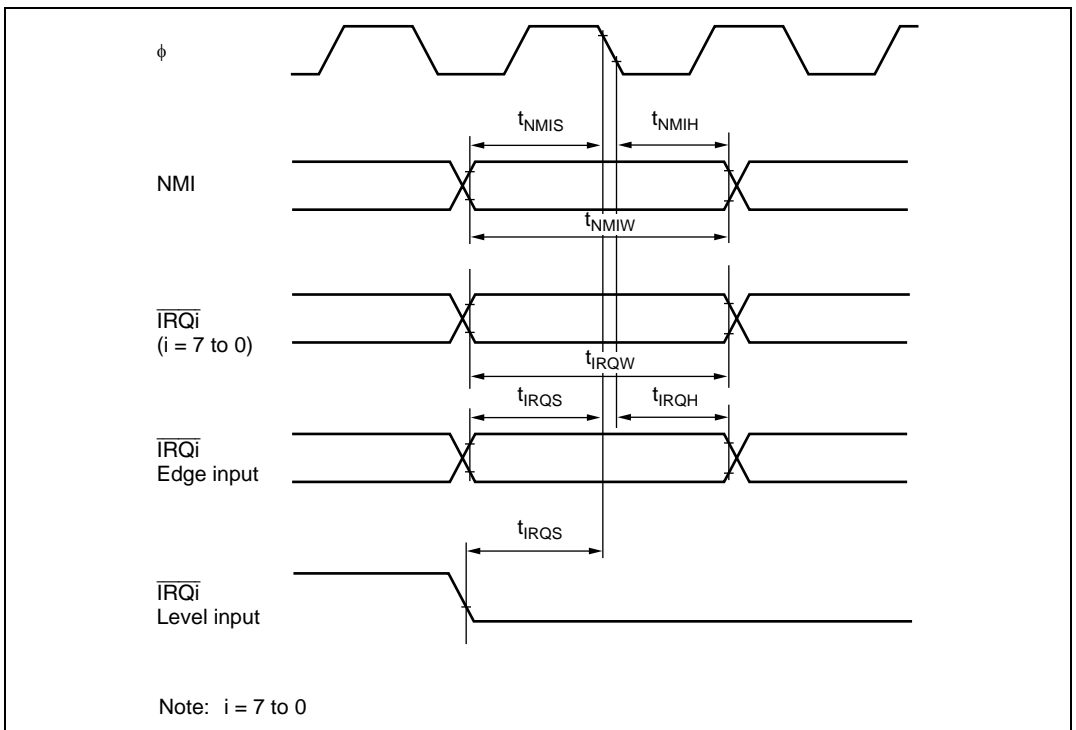 ϕ
tNMIS tNMIH
NMI
tNMIW
IRQi
(i = 7 to 0)
tIRQW
tIRQS tIRQH
IRQi
Edge input
tIRQS
IRQi
Level input
Note: i = 7 to 0